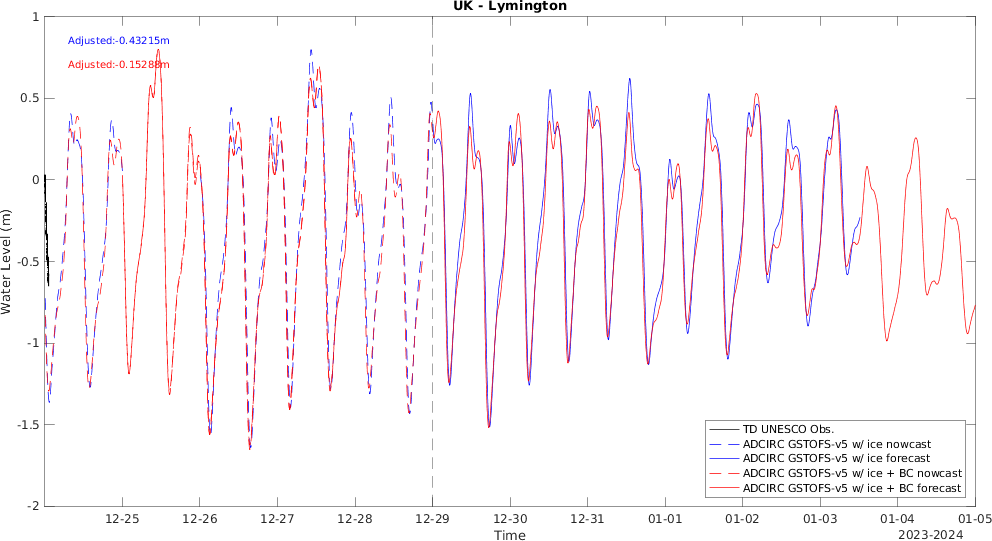 UK - Lymington
Adjusted:-0.43215m
Adjusted:-0.15288m
1
0.5
0
-0.5
-1
-1.5
-2
Water Level (m)
12-25
12-26
12-27
12-28
12-29
12-30
12-31
01-01
01-02
01-03
01-04
01-05
Time
2023-2024
TD UNESCO Obs.
ADCIRC GSTOFS-v5 w/ ice nowcast
ADCIRC GSTOFS-v5 w/ ice forecast
ADCIRC GSTOFS-v5 w/ ice + BC nowcast
ADCIRC GSTOFS-v5 w/ ice + BC forecast